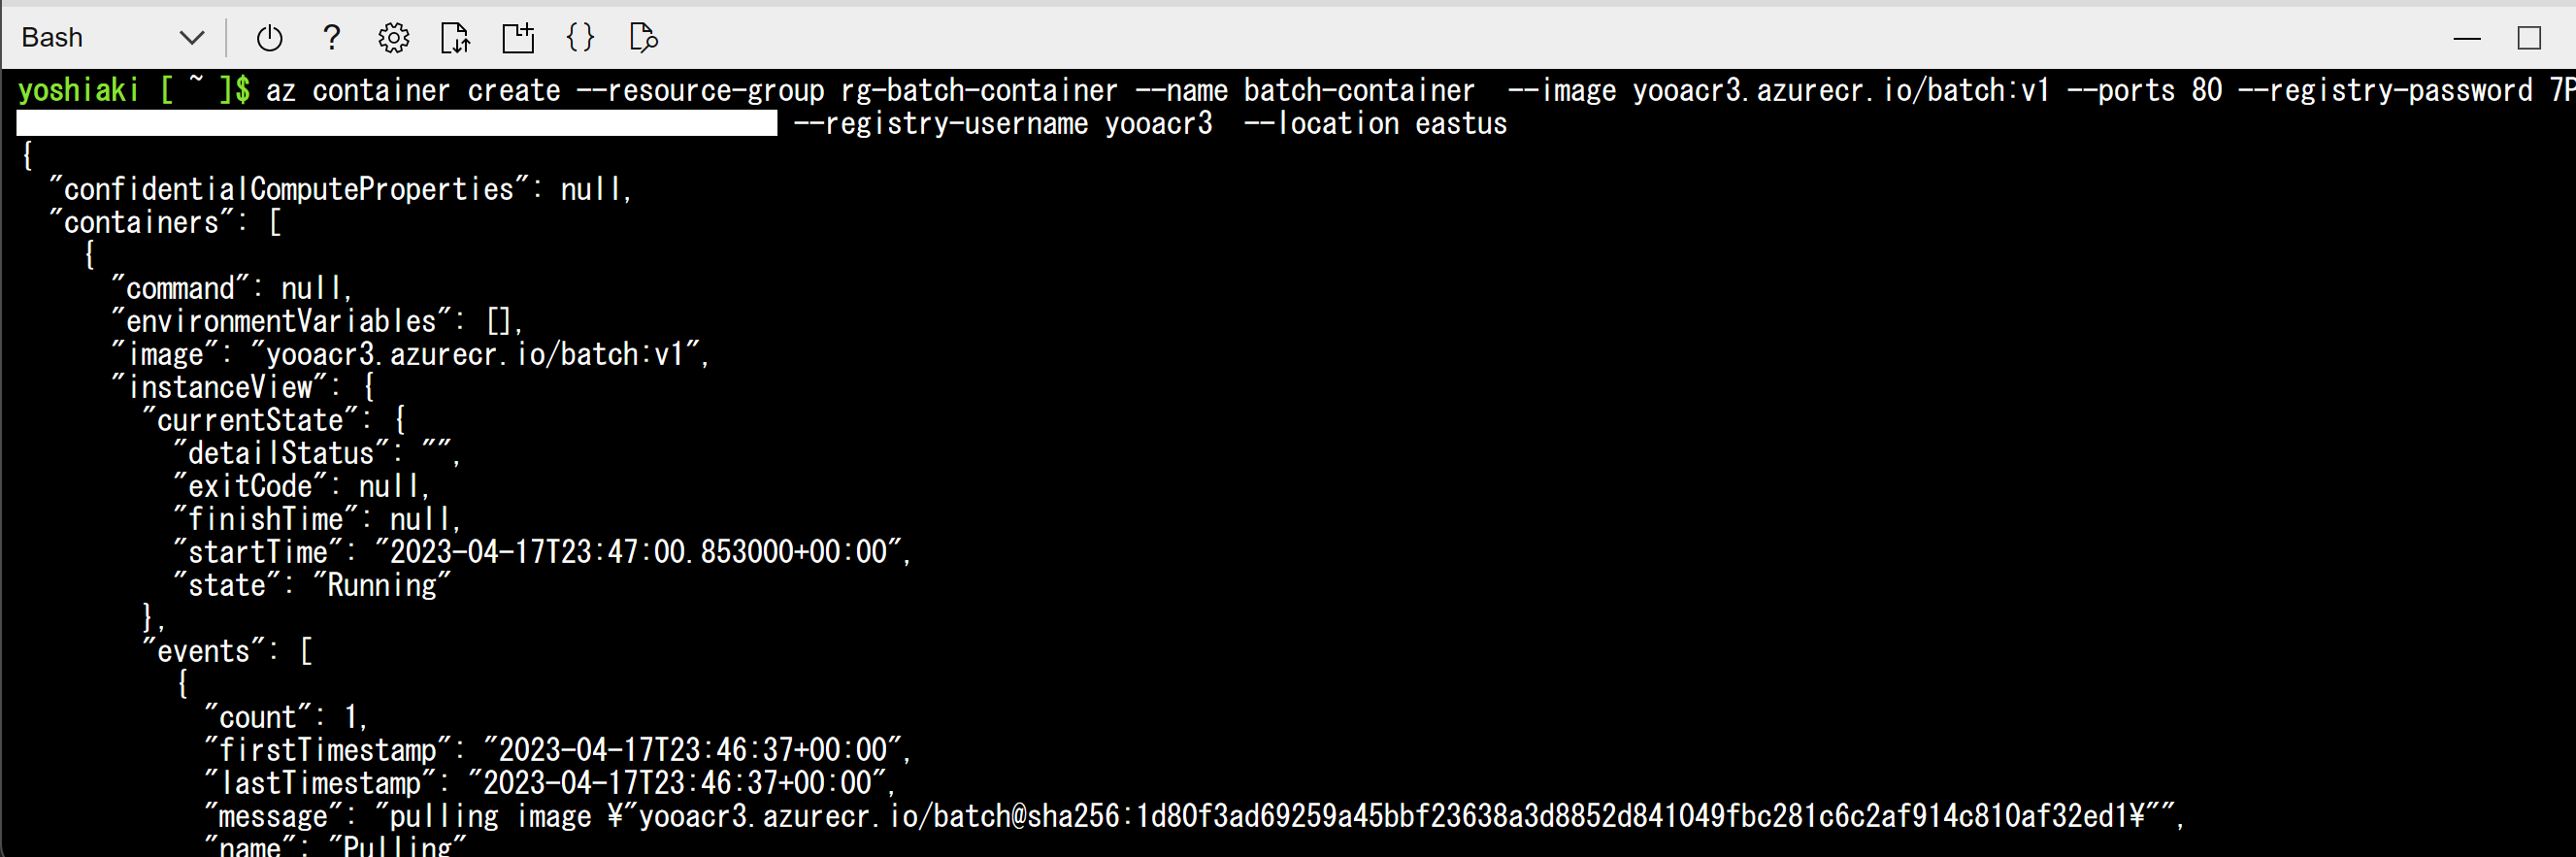 Bash
yoshiaki [ ~ ]$ az container create --resource-group rg-batch-container --name batch-container  --image yooacr3.azurecr.io/batch:v1 --ports 80 --registry-password 7P
--registry-username yooacr3  --location eastus
{
  "confidentialComputeProperties": null,
  "containers": [
    {
      "command": null,
      "environmentVariables": [],
      "image": "yooacr3.azurecr.io/batch:v1",
      "instanceView": {
        "currentState": {
          "detailStatus": "",
          "exitCode": null,
          "finishTime": null,
          "startTime": "2023-04-17T23:47:00.853000+00:00",
          "state": "Running"
        },
        "events": [
          {
            "count": 1,
            "firstTimestamp": "2023-04-17T23:46:37+00:00",
            "lastTimestamp": "2023-04-17T23:46:37+00:00",
            "message": "pulling image ¥"yooacr3.azurecr.io/batch@sha256:1d80f3ad69259a45bbf23638a3d8852d841049fbc281c6c2af914c810af32ed1¥"",
            "name": "Pulling"